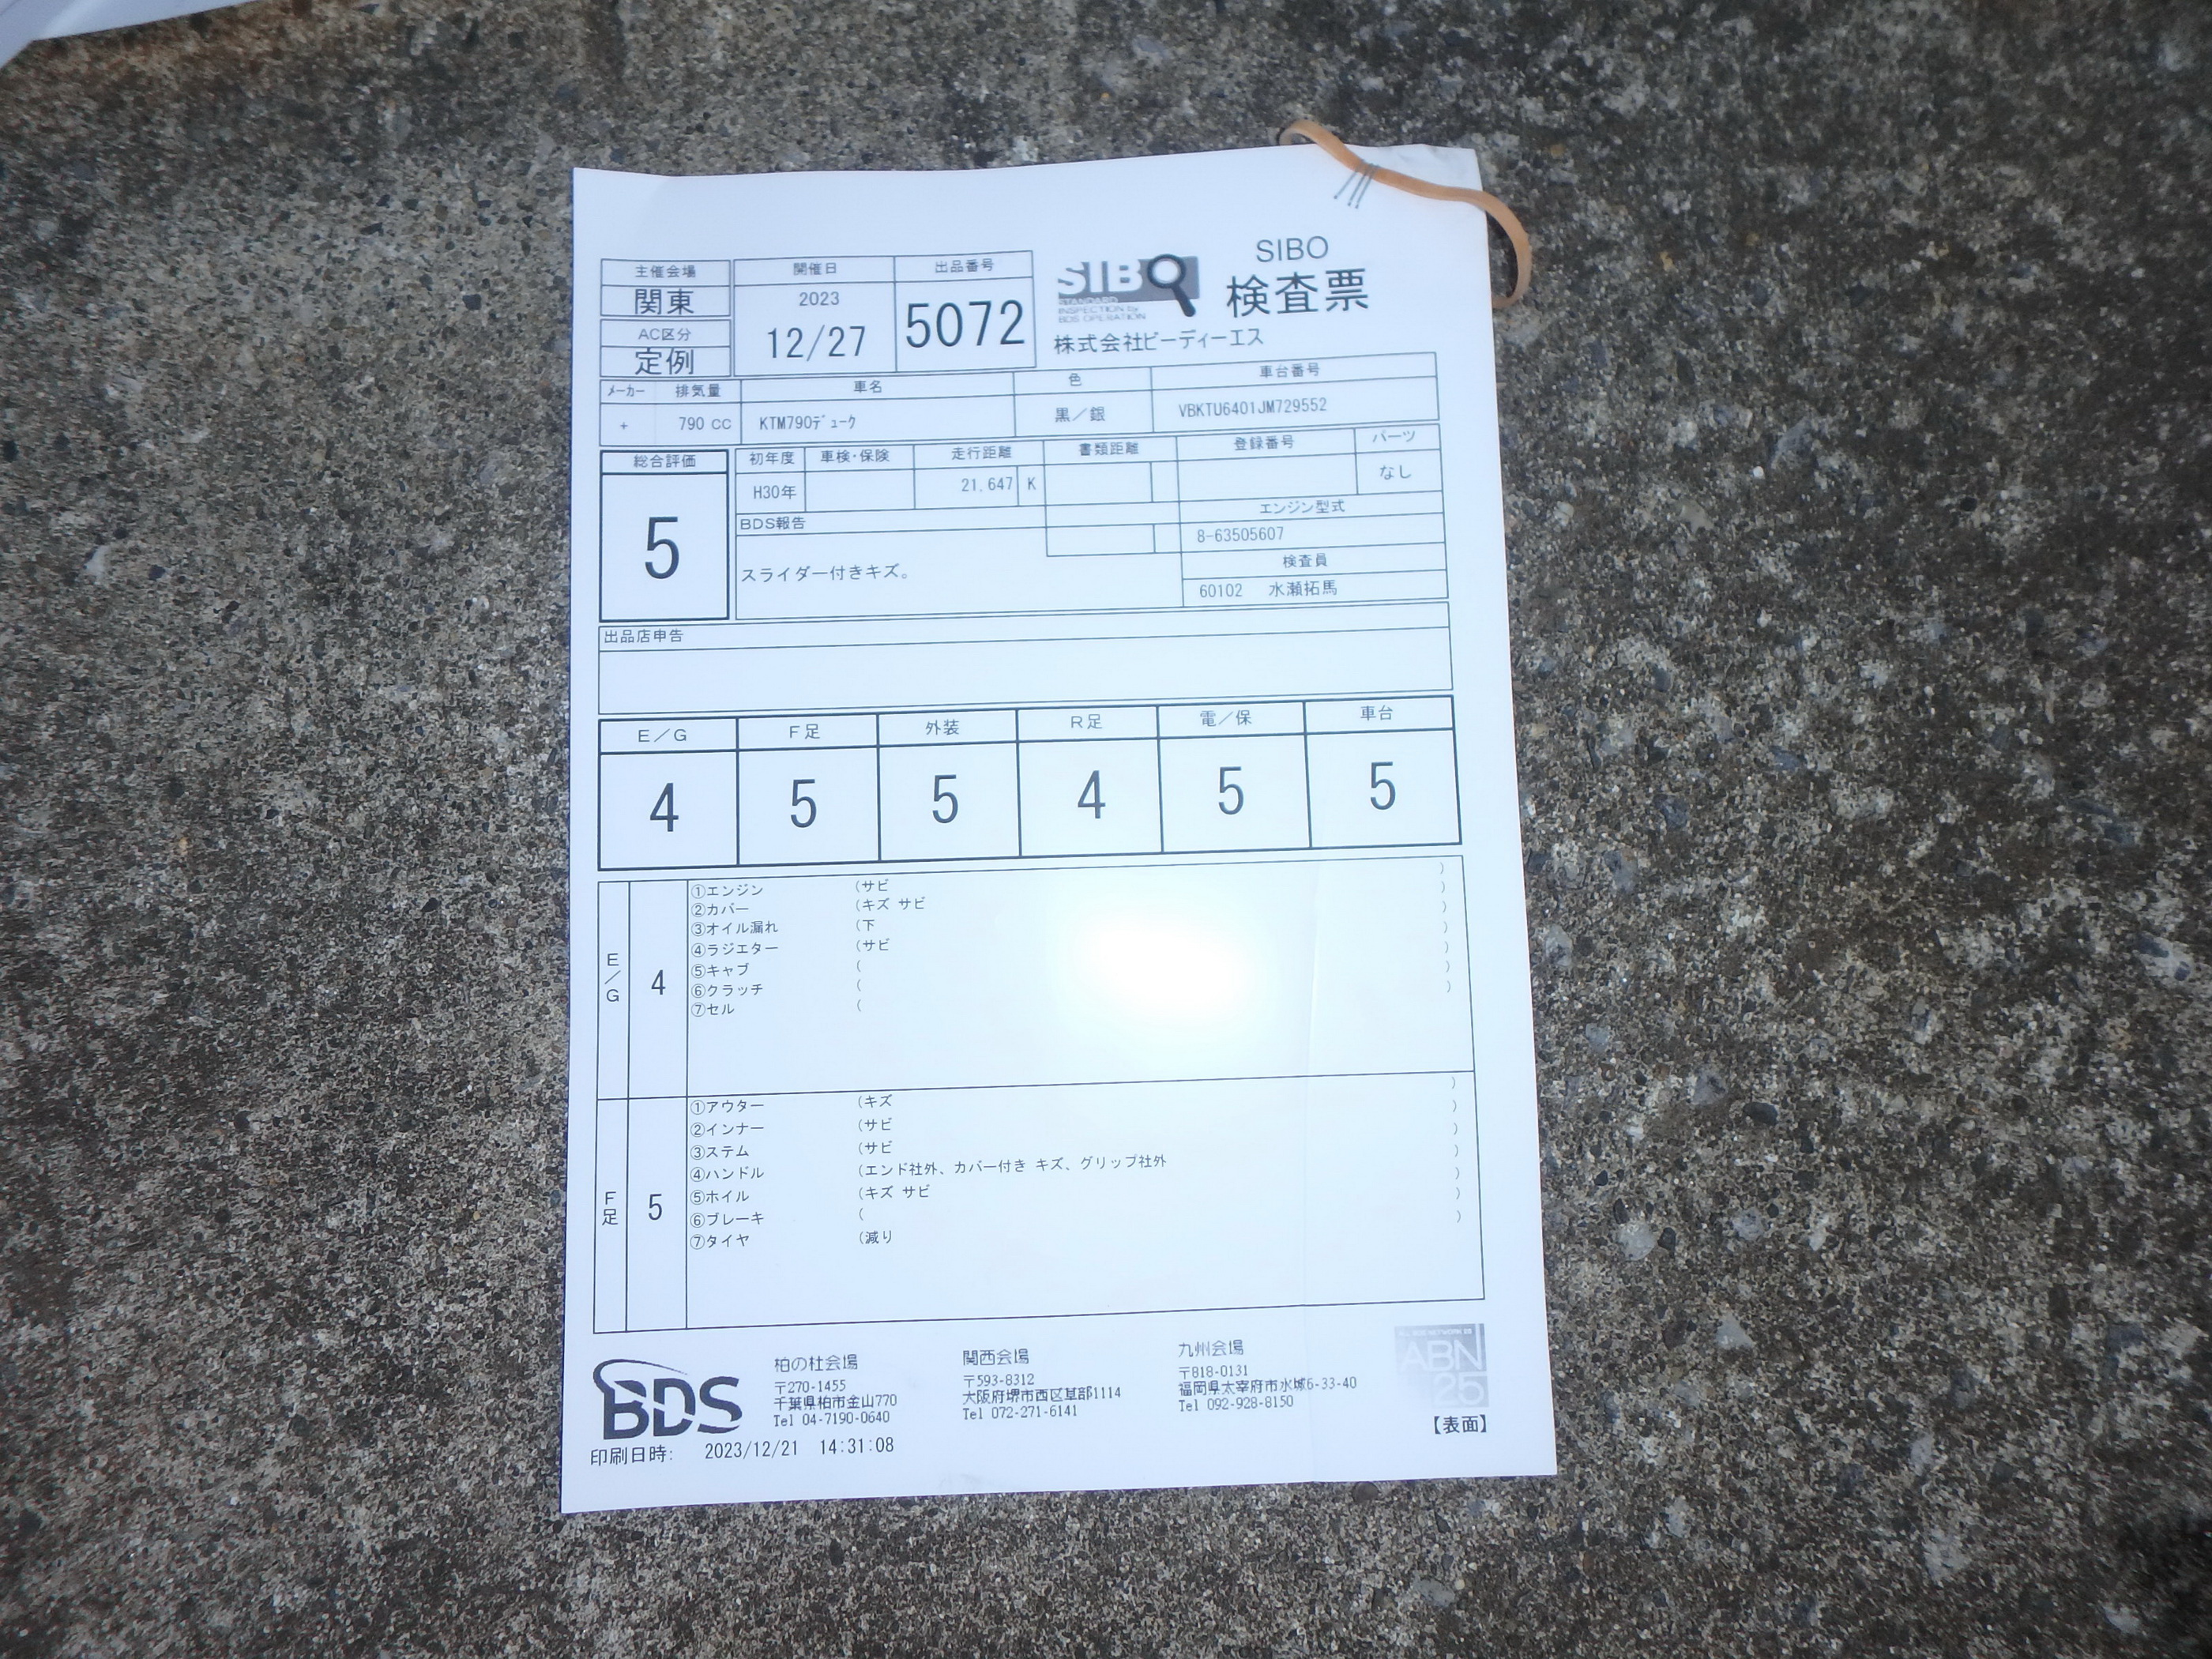 SIBO
検査票
SIBO
STANDARD
INSPECTION by
BDS OPERATION
株式会社ビーディーエス
主催会場 開催日 出品番号
関東 2023 12/27 5072
AC区分
定例
メーカー 排気量 車名 色 車台番号
+ 790 CC KTM790ﾃﾞｭｰｸ 黒／銀 VBKTU6401JM729552
総合評価 初年度 車検・保険 走行距離 書類距離 登録番号 パーツ
5 H30年 21,647 K なし
BDS報告 エンジン型式
8-63505607
スライダー付きキズ。 検査員
60102 水瀬拓馬
出品店申告
E／G F足 外装 R足 電／保 車台
4 5 5 4 5 5
E／G 4
①エンジン (サビ )
②カバー (キズ サビ )
③オイル漏れ (下 )
④ラジエター (サビ )
⑤キャブ ( )
⑥クラッチ ( )
⑦セル ( )
F足 5
①アウター (キズ )
②インナー (サビ )
③ステム (サビ )
④ハンドル (エンド社外、カバー付き キズ、グリップ社外 )
⑤ホイル (キズ サビ )
⑥ブレーキ ( )
⑦タイヤ (減り )
BDS
柏の杜会場
〒270-1455
千葉県柏市金山770
Tel 04-7190-0640
関西会場
〒593-8312
大阪府堺市西区草部1114
Tel 072-271-6141
九州会場
〒818-0131
福岡県太宰府市水城6-33-40
Tel 092-928-8150
ABN
25
【表面】
印刷日時: 2023/12/21 14:31:08